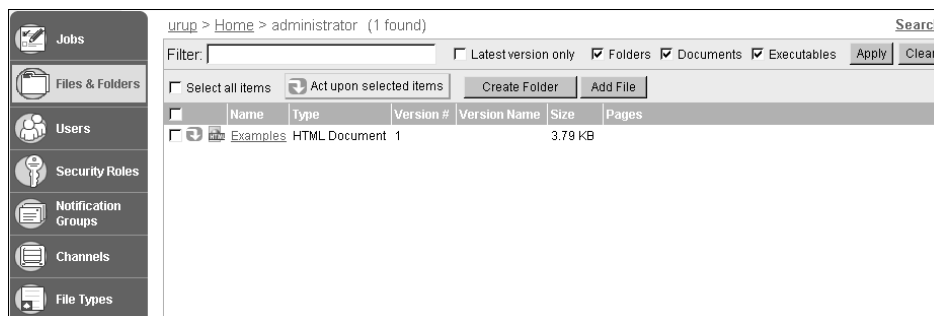 urup > Home > administrator (1 found)
Searc
Filter:
Latest version only Folders Documents Executables Apply Clear
Select all items Act upon selected items Create Folder Add File
Name Type Version # Version Name Size Pages
Examples HTML Document 1 3.79 KB
Jobs
Files & Folders
Users
Security Roles
Notification
Groups
Channels
File Types